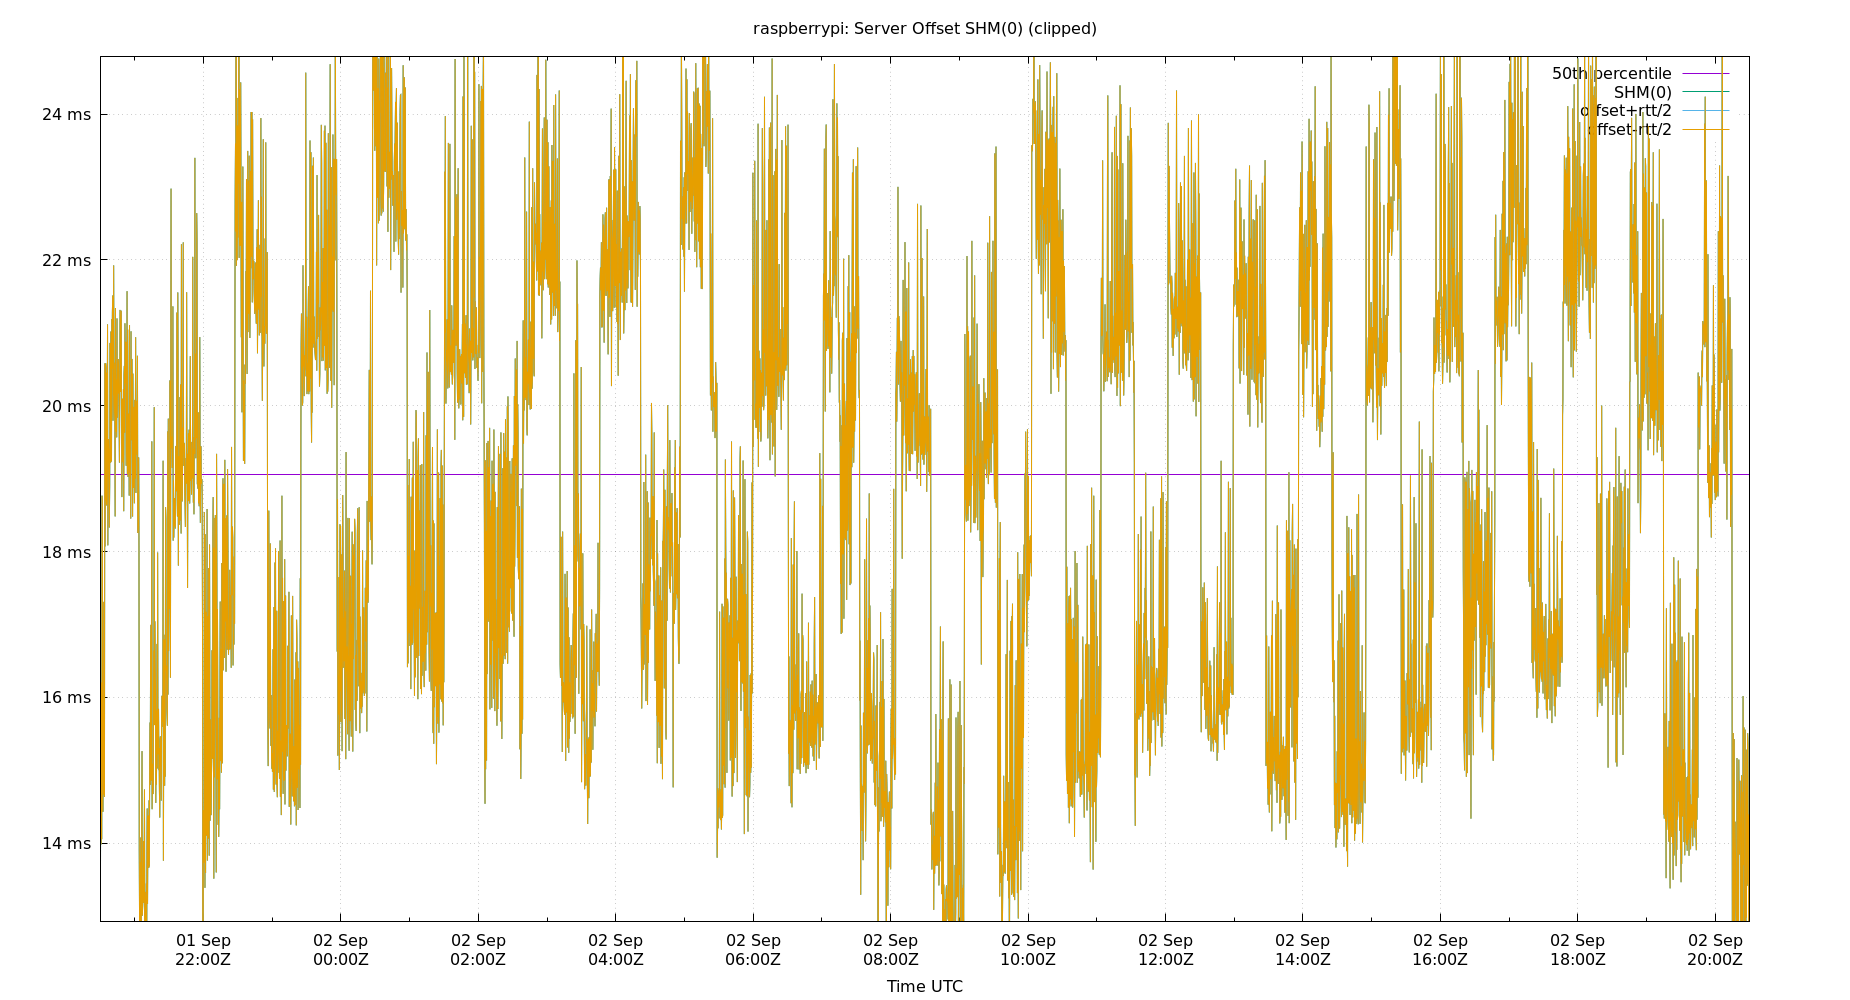 raspberrypi: Server Offset SHM(0) (clipped)
50th percentile
SHM(0)
offset+rtt/2
offset-rtt/2
24 ms
22 ms
20 ms
18 ms
16 ms
14 ms
01 Sep 02 Sep 02 Sep 02 Sep 02 Sep 02 Sep 02 Sep 02 Sep 02 Sep 02 Sep 02 Sep 02 Sep
22:00Z 00:00Z 02:00Z 04:00Z 06:00Z 08:00Z 10:00Z 12:00Z 14:00Z 16:00Z 18:00Z 20:00Z
Time UTC